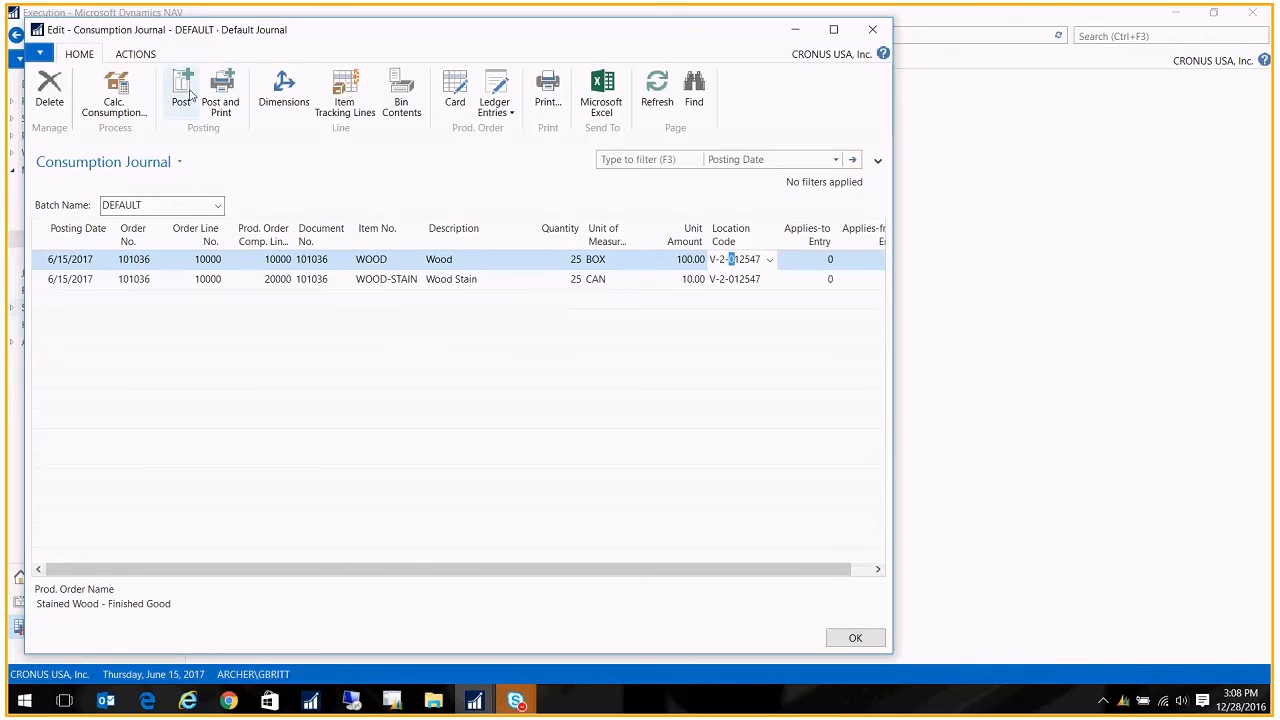 Execution - Microsoft Dynamics NAV
Edit - Consumption Journal - DEFAULT · Default Journal
Search (Ctrl+F3)
HOME ACTIONS
CRONUS USA, Inc.
CRONUS USA, Inc.
Delete
Calc. Consumption...
Post
Post and Print
Dimensions
Item Tracking Lines
Bin Contents
Card
Ledger Entries
Print...
Microsoft Excel
Refresh
Find
Manage Process Posting Line Prod. Order Print Send To Page
Consumption Journal
Type to filter (F3) Posting Date
No filters applied
Batch Name: DEFAULT
Posting Date Order No. Order Line No. Prod. Order Comp. Lin... Document No. Item No. Description Quantity Unit of Measur... Unit Amount Location Code Applies-to Entry Applies-fr
6/15/2017 101036 10000 10000 101036 WOOD Wood 25 BOX 100.00 V-2-012547 0
6/15/2017 101036 10000 20000 101036 WOOD-STAIN Wood Stain 25 CAN 10.00 V-2-012547 0
Prod. Order Name
Stained Wood - Finished Good
OK
CRONUS USA, Inc. Thursday, June 15, 2017 ARCHER\GBRITT
3:08 PM
12/28/2016